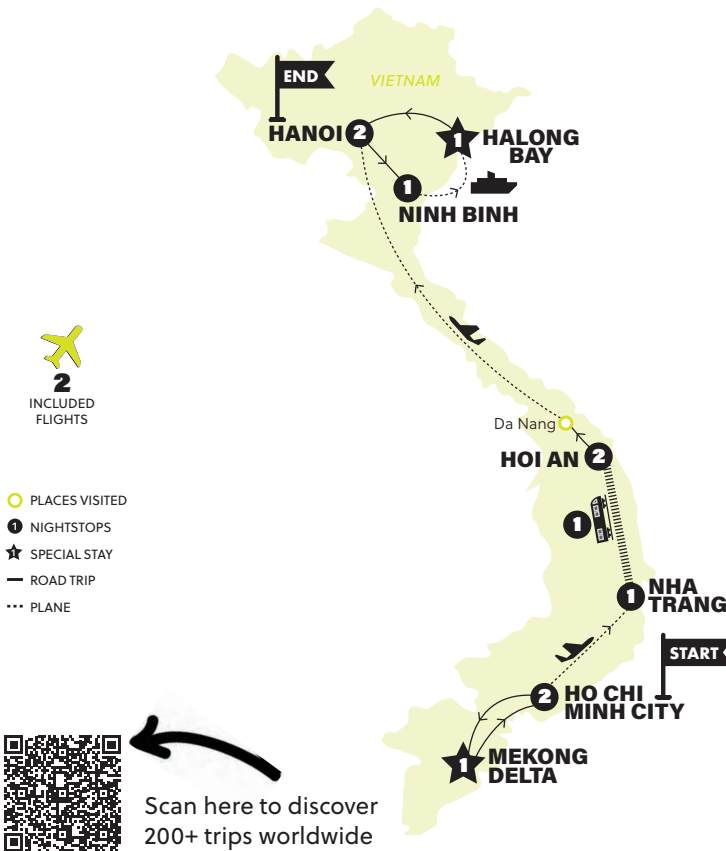 END
VIETNAM
HANOI
2
1
HALONG
BAY
1
NINH BINH
2
INCLUDED
FLIGHTS
Da Nang
HOI AN
2
1
PLACES VISITED
1 NIGHTSTOPS
1 SPECIAL STAY
ROAD TRIP
PLANE
1
NHA
TRANG
START
2
HO CHI
MINH CITY
1
MEKONG
DELTA
Scan here to discover
200+ trips worldwide